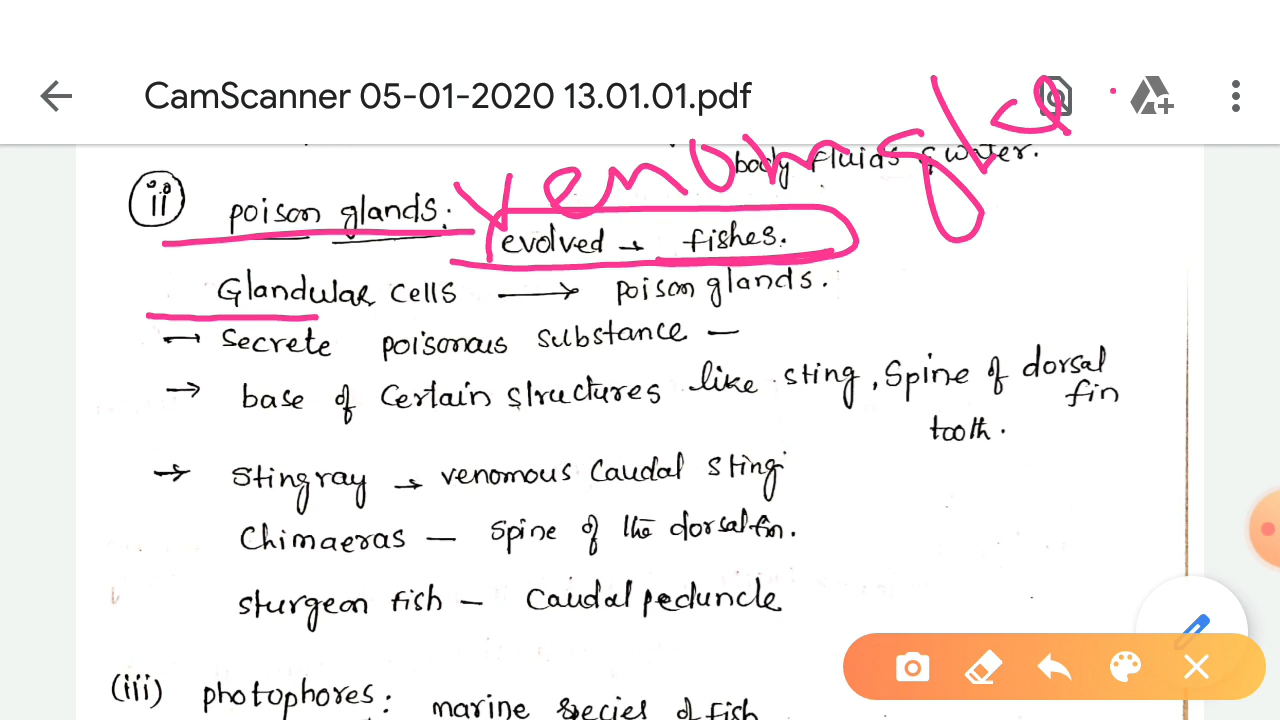 CamScanner 05-01-2020 13.01.01.pdf
body fluids & water.
venom gla
(ii) poison glands:
evolved → fishes.
Glandular cells → poison glands.
→ Secrete poisonous substance —
→ base of Certain structures like sting, Spine of dorsal fin
tooth.
→ Stingray → venomous Caudal sting
Chimaeras — Spine of the dorsal fin.
sturgeon fish — Caudal peduncle
(iii) photophores: marine species of fish